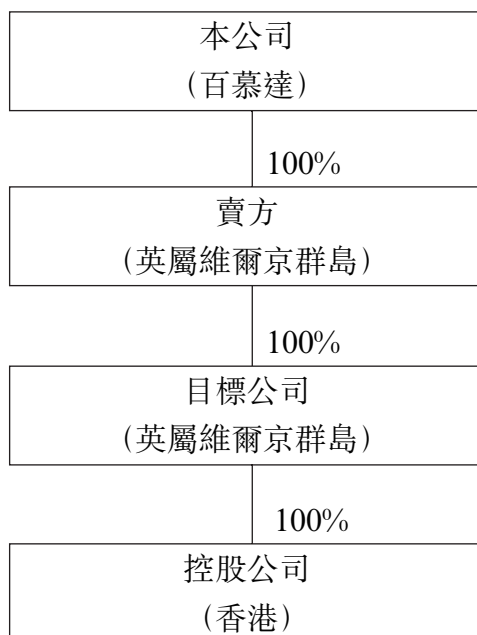 本公司
(百慕達)
100%
賣方
(英屬維爾京群島)
100%
目標公司
(英屬維爾京群島)
100%
控股公司
(香港)